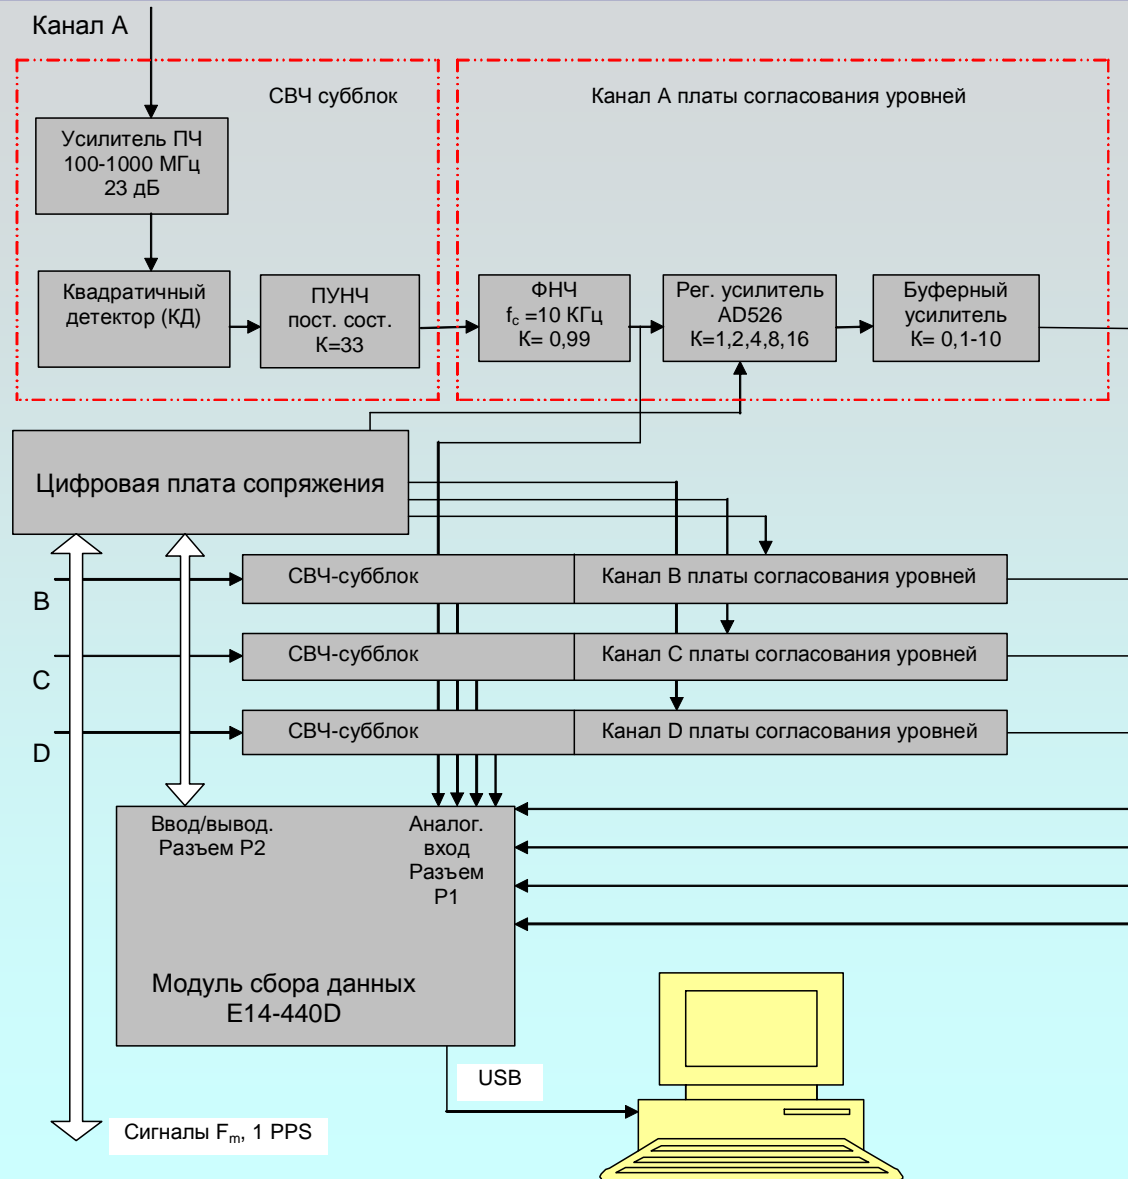 Канал А
СВЧ субблок
Канал А платы согласования уровней
Усилитель ПЧ
100-1000 МГц
23 дБ
Квадратичный
детектор (КД)
ПУНЧ
пост. сост.
К=33
ФНЧ
fc =10 КГц
К= 0,99
Рег. усилитель
AD526
К=1,2,4,8,16
Буферный
усилитель
К= 0,1-10
Цифровая плата сопряжения
B
СВЧ-субблок
Канал B платы согласования уровней
C
СВЧ-субблок
Канал C платы согласования уровней
D
СВЧ-субблок
Канал D платы согласования уровней
Ввод/вывод.
Разъем P2
Аналог.
вход
Разъем
P1
Модуль сбора данных
E14-440D
USB
Сигналы Fm, 1 PPS